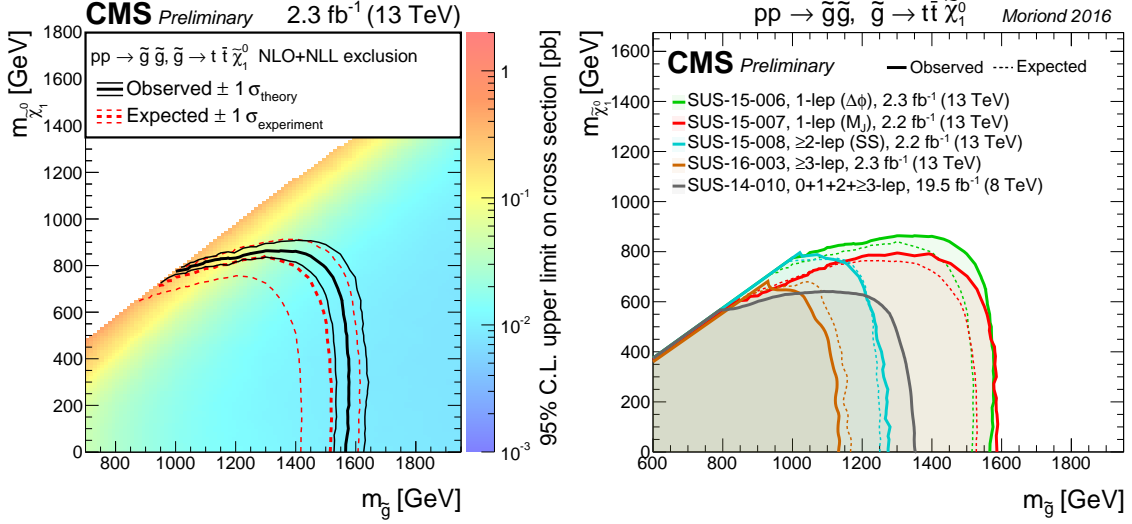 CMS Preliminary 2.3 fb⁻¹ (13 TeV)
pp → g̃ g̃, g̃ → t t̄ χ̃⁰₁ NLO+NLL exclusion
Observed ± 1 σtheory
Expected ± 1 σexperiment
mχ̃⁰₁ [GeV]
1800
1600
1400
1200
1000
800
600
400
200
0
800 1000 1200 1400 1600 1800
mg̃ [GeV]
1
10⁻¹
10⁻²
10⁻³
95% C.L. upper limit on cross section [pb]
pp → g̃g̃, g̃ → tt̄ χ̃⁰₁ Moriond 2016
CMS Preliminary
Observed Expected
SUS-15-006, 1-lep (Δϕ), 2.3 fb⁻¹ (13 TeV)
SUS-15-007, 1-lep (MJ), 2.2 fb⁻¹ (13 TeV)
SUS-15-008, ≥2-lep (SS), 2.2 fb⁻¹ (13 TeV)
SUS-16-003, ≥3-lep, 2.3 fb⁻¹ (13 TeV)
SUS-14-010, 0+1+2+≥3-lep, 19.5 fb⁻¹ (8 TeV)
mχ̃⁰₁ [GeV]
1600
1400
1200
1000
800
600
400
200
0
600 800 1000 1200 1400 1600 1800
mg̃ [GeV]